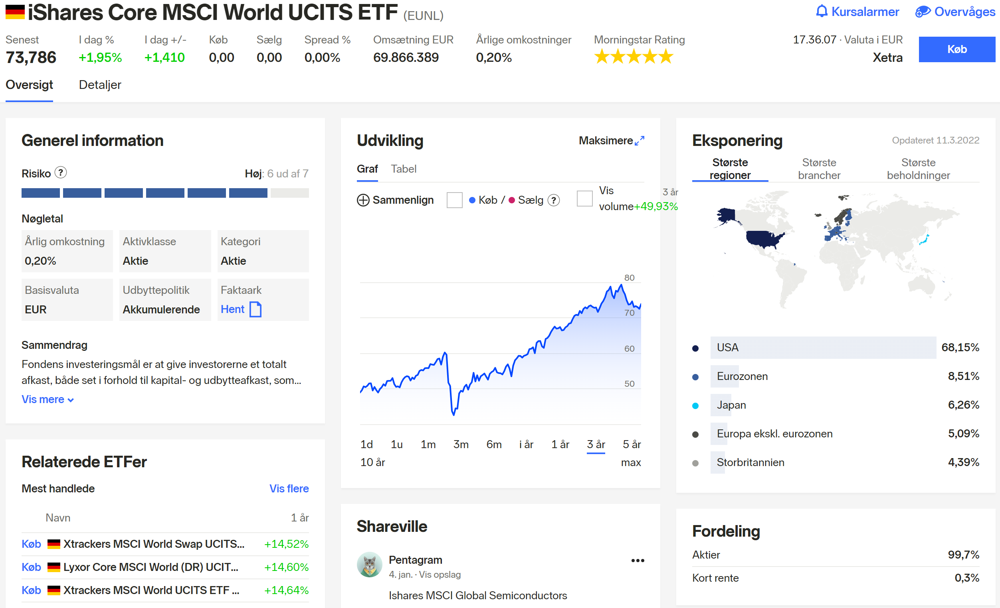 iShares Core MSCI World UCITS ETF (EUNL)
Kursalarmer
Overvåges
Senest
73,786
I dag %
+1,95%
I dag +/-
+1,410
Køb
0,00
Sælg
0,00
Spread %
0,00%
Omsætning EUR
69.866.389
Årlige omkostninger
0,20%
Morningstar Rating
17.36.07 · Valuta i EUR
Xetra
Køb
Oversigt
Detaljer
Generel information
Risiko ?
Høj: 6 ud af 7
Nøgletal
Årlig omkostning
0,20%
Aktivklasse
Aktie
Kategori
Aktie
Basisvaluta
EUR
Udbyttepolitik
Akkumulerende
Faktaark
Hent
Sammendrag
Fondens investeringsmål er at give investorerne et totalt
afkast, både set i forhold til kapital- og udbytteafkast, som...
Vis mere
Relaterede ETFer
Mest handlede
Vis flere
Navn
1 år
Køb Xtrackers MSCI World Swap UCITS... +14,52%
Køb Lyxor Core MSCI World (DR) UCIT... +14,60%
Køb Xtrackers MSCI World UCITS ETF ... +14,64%
Udvikling
Maksimere
Graf
Tabel
Sammenlign
Køb / Sælg ?
Vis
volume
3 år
+49,93%
80
70
60
50
1d 1u 1m 3m 6m i år 1 år 3 år 5 år
10 år max
Shareville
Pentagram
4. jan. · Vis opslag
Ishares MSCI Global Semiconductors
Eksponering
Opdateret 11.3.2022
Største
regioner
Største
brancher
Største
beholdninger
USA 68,15%
Eurozonen 8,51%
Japan 6,26%
Europa ekskl. eurozonen 5,09%
Storbritannien 4,39%
Fordeling
Aktier 99,7%
Kort rente 0,3%